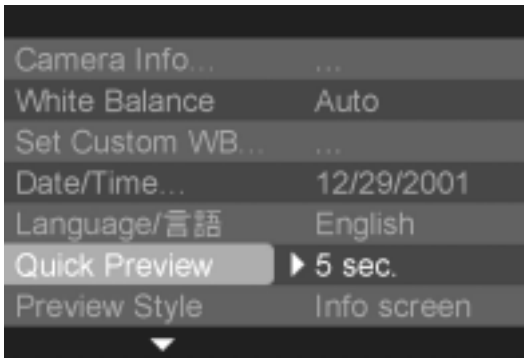 Camera Info... ...
White Balance Auto
Set Custom WB... ...
Date/Time... 12/29/2001
Language/言語 English
Quick Preview 5 sec.
Preview Style Info screen